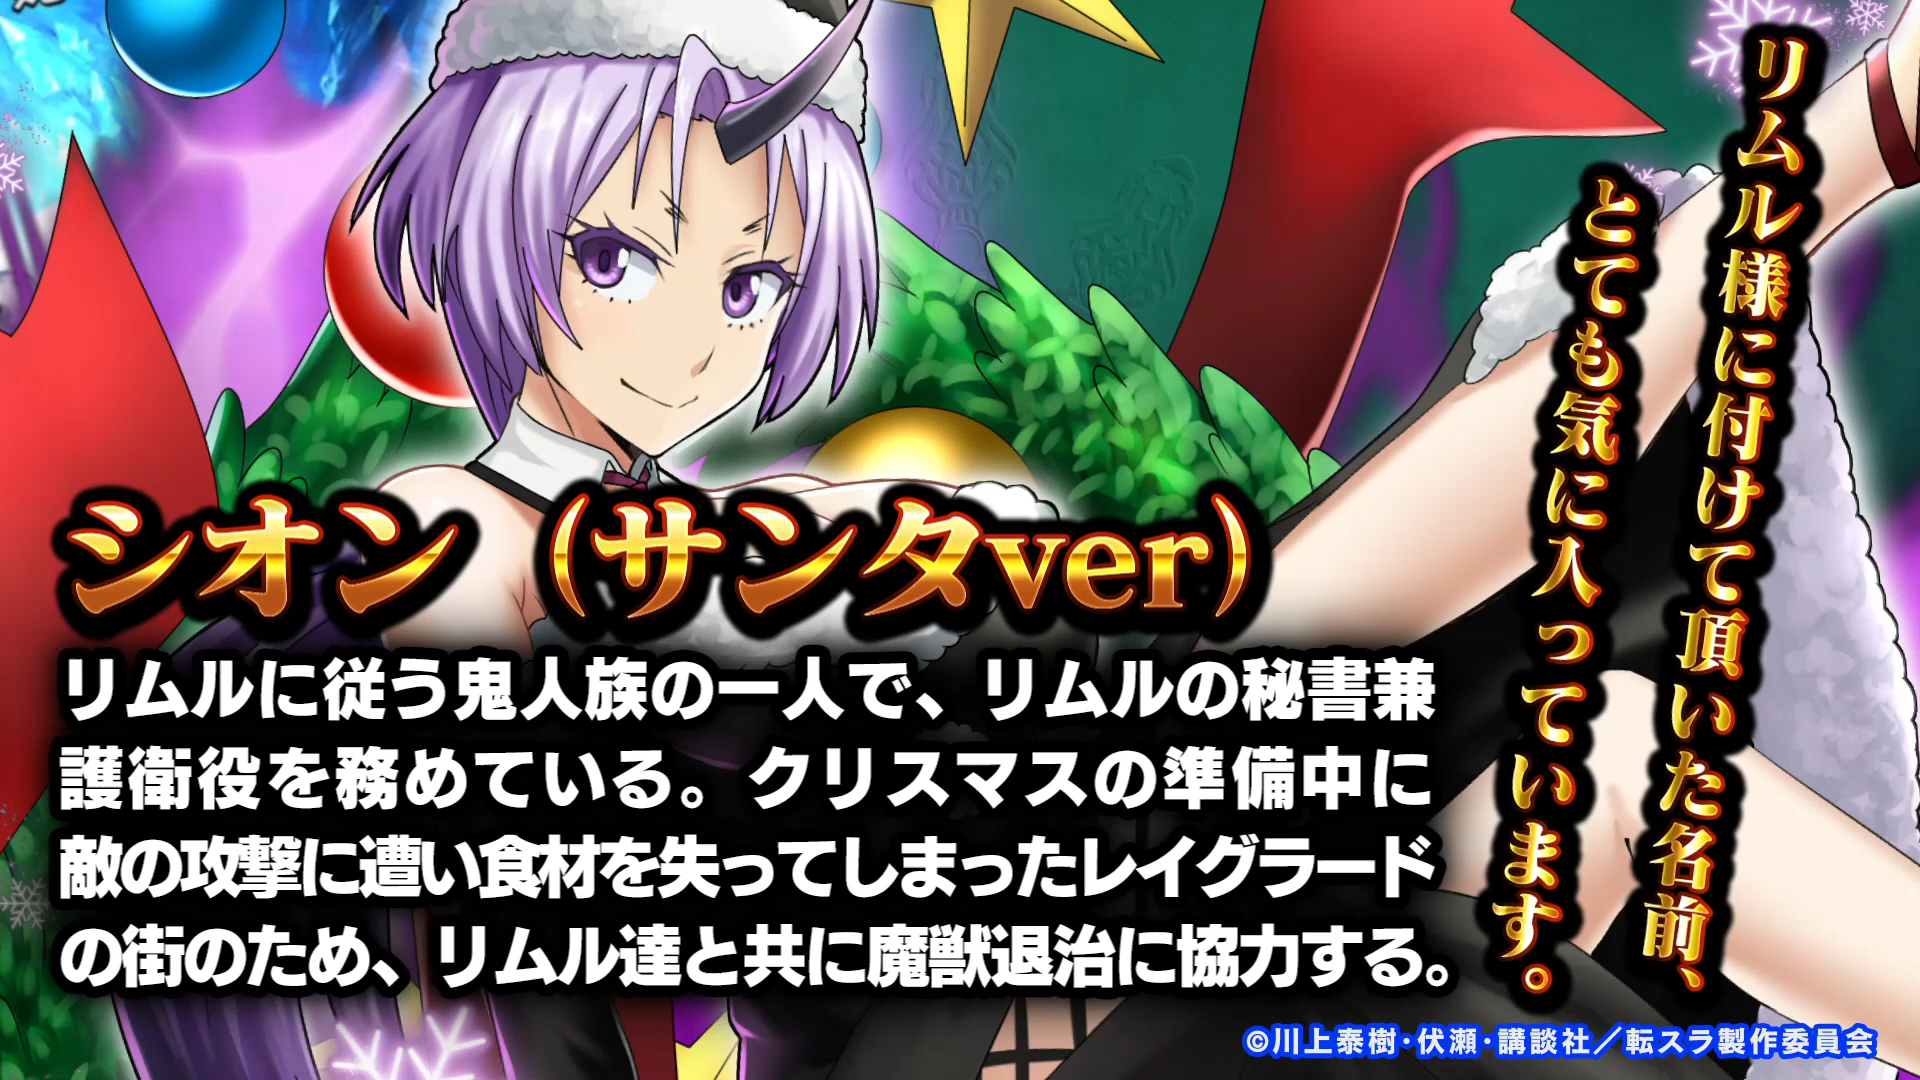 リムル様に付けて頂いた名前、
とても気に入っています。
シオン（サンタver）
リムルに従う鬼人族の一人で、リムルの秘書兼
護衛役を務めている。クリスマスの準備中に
敵の攻撃に遭い食材を失ってしまったレイグラード
の街のため、リムル達と共に魔獣退治に協力する。
©川上泰樹・伏瀬・講談社／転スラ製作委員会